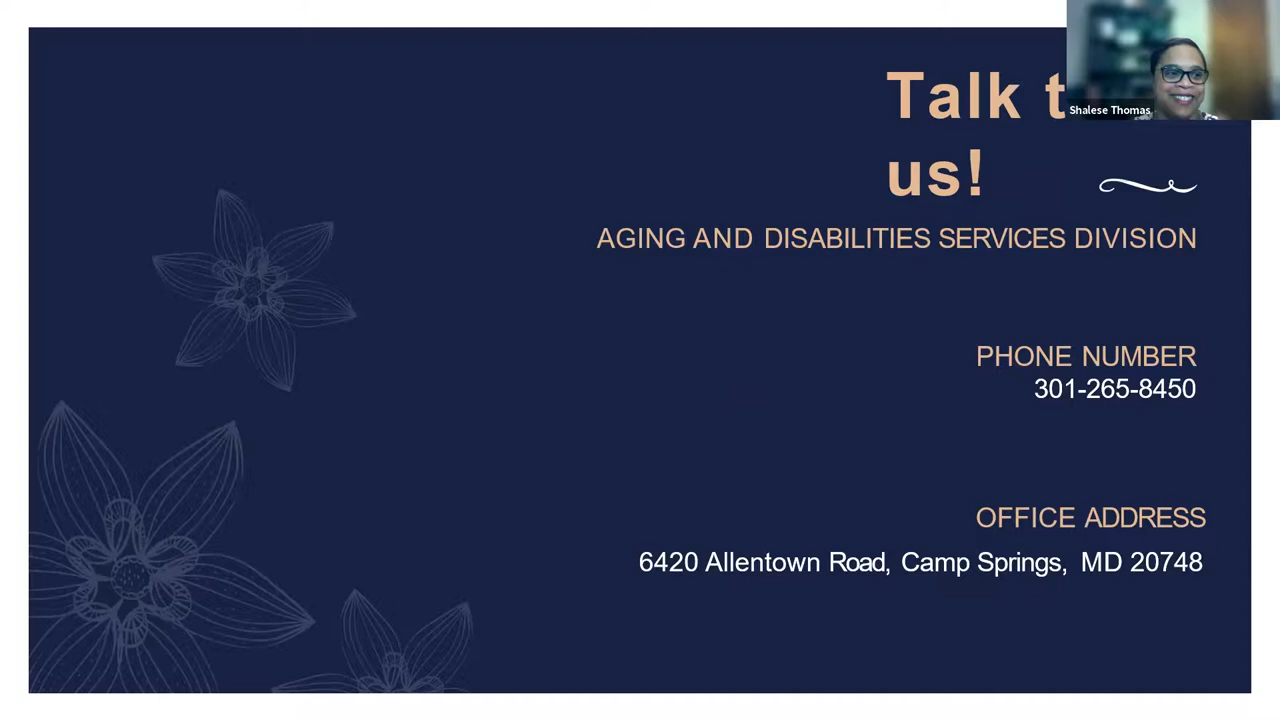 Talk t
us!
Shalese Thomas
AGING AND DISABILITIES SERVICES DIVISION
PHONE NUMBER
301-265-8450
OFFICE ADDRESS
6420 Allentown Road, Camp Springs, MD 20748